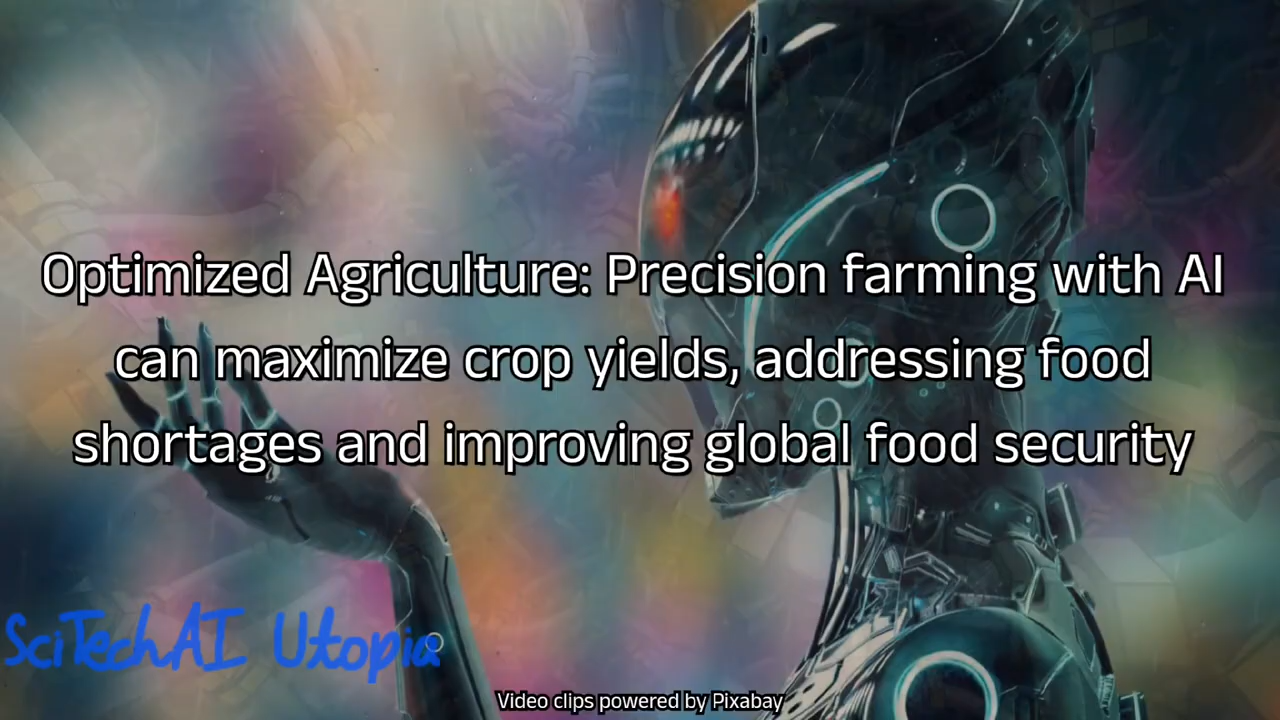 Optimized Agriculture: Precision farming with AI
can maximize crop yields, addressing food
shortages and improving global food security
SciTechAI Utopia
Video clips powered by Pixabay